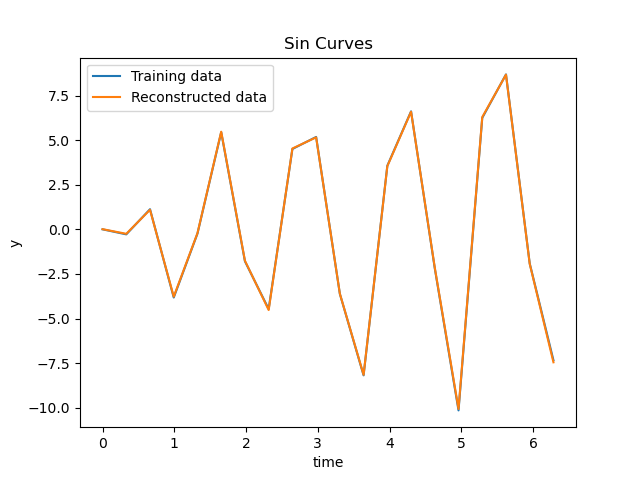 Sin Curves
Training data
Reconstructed data
7.5
5.0
2.5
0.0
−2.5
−5.0
−7.5
−10.0
y
0 1 2 3 4 5 6
time